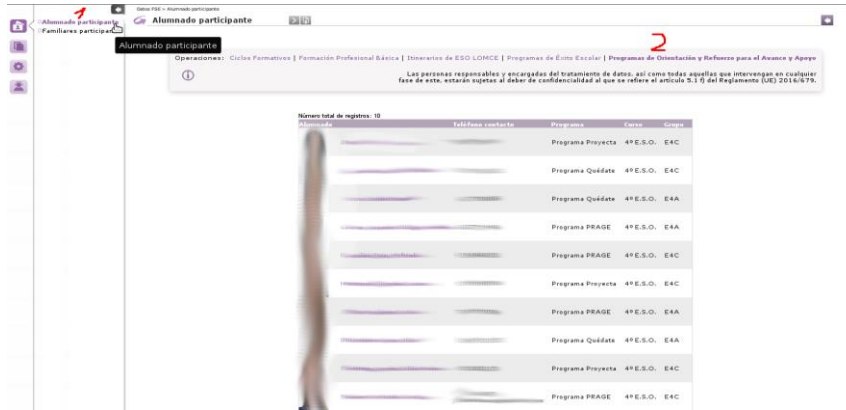 Datos FSE > Alumnado participante
1
Alumnado participante
Alumnado participante
Familiares participan
Alumnado participante
2
Operaciones: Ciclos Formativos | Formación Profesional Básica | Itinerarios de ESO LOMCE | Programas de Éxito Escolar | Programas de Orientación y Refuerzo para el Avance y Apoyo
Las personas responsables y encargadas del tratamiento de datos, así como todas aquellas que intervengan en cualquier
fase de este, estarán sujetas al deber de confidencialidad al que se refiere el artículo 5.1 f) del Reglamento (UE) 2016/679.
Número total de registros: 10
Alumnado Teléfono contacto Programa Curso Grupo
Programa Proyecta 4º E.S.O. E4C
Programa Quédate 4º E.S.O. E4C
Programa Quédate 4º E.S.O. E4A
Programa PRAGE 4º E.S.O. E4A
Programa PRAGE 4º E.S.O. E4C
Programa Proyecta 4º E.S.O. E4C
Programa PRAGE 4º E.S.O. E4A
Programa Quédate 4º E.S.O. E4A
Programa Proyecta 4º E.S.O. E4C
Programa PRAGE 4º E.S.O. E4C